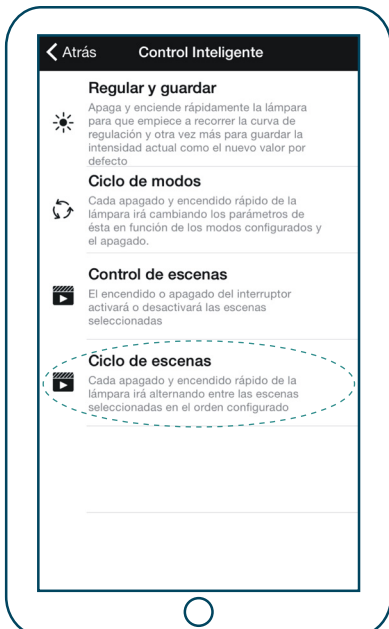 Atrás Control Inteligente
Regular y guardar
Apaga y enciende rápidamente la lámpara
para que empiece a recorrer la curva de
regulación y otra vez más para guardar la
intensidad actual como el nuevo valor por
defecto
Ciclo de modos
Cada apagado y encendido rápido de la
lámpara irá cambiando los parámetros de
ésta en función de los modos configurados y
el apagado.
Control de escenas
El encendido o apagado del interruptor
activará o desactivará las escenas
seleccionadas
Ciclo de escenas
Cada apagado y encendido rápido de la
lámpara irá alternando entre las escenas
seleccionadas en el orden configurado